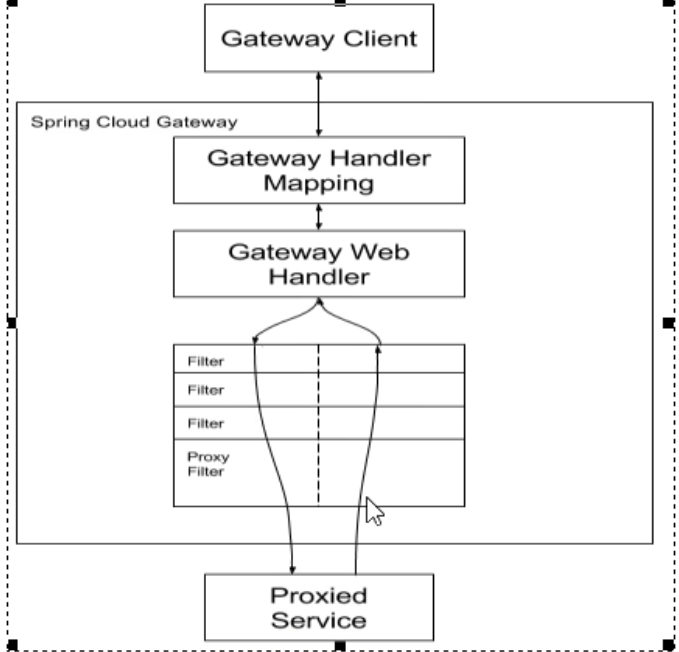 Gateway Client
Spring Cloud Gateway
Gateway Handler
Mapping
Gateway Web
Handler
Filter
Filter
Filter
Proxy
Filter
Proxied
Service